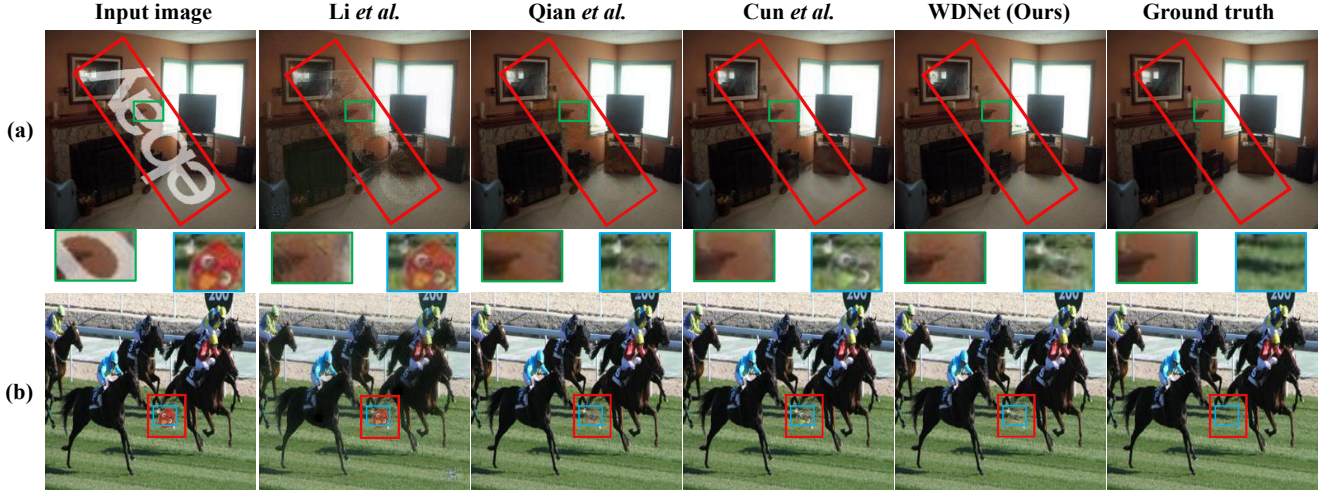 Input image Li et al. Qian et al. Cun et al. WDNet (Ours) Ground truth
(a)
(b)
200 200 200 200 200 200